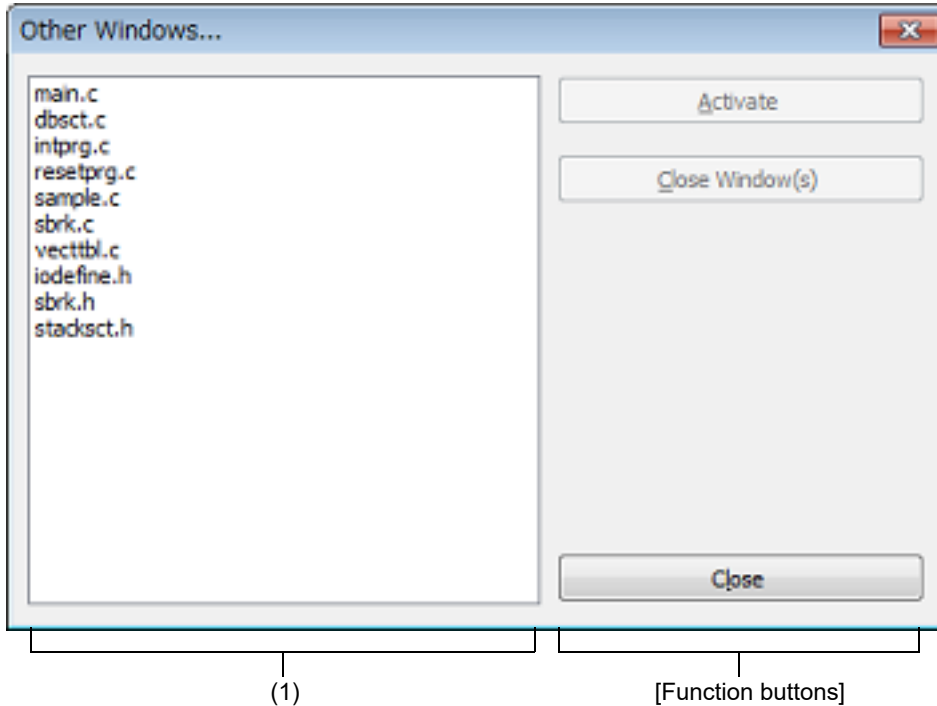 Other Windows...
main.c
dbsct.c
intprg.c
resetprg.c
sample.c
sbrk.c
vecttbl.c
iodefine.h
sbrk.h
stacksct.h
Activate
Close Window(s)
Close
(1)
[Function buttons]